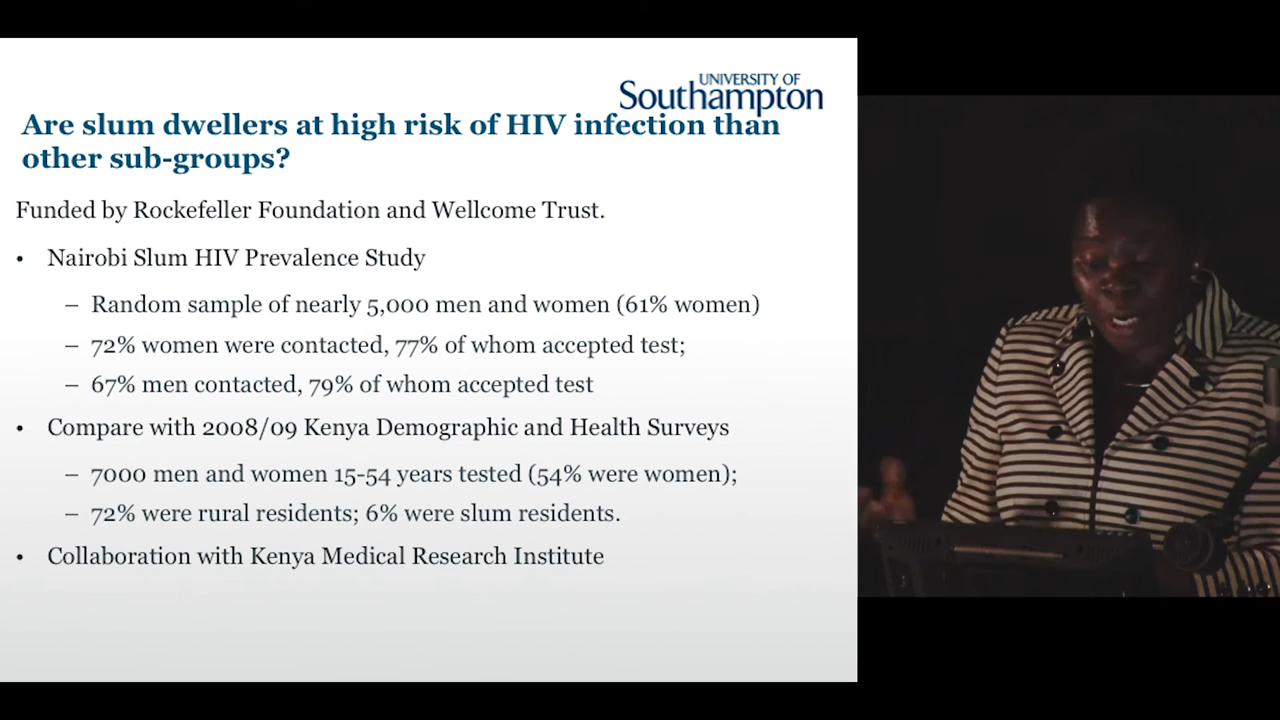 UNIVERSITY OF
Southampton
Are slum dwellers at high risk of HIV infection than
other sub-groups?
Funded by Rockefeller Foundation and Wellcome Trust.
• Nairobi Slum HIV Prevalence Study
– Random sample of nearly 5,000 men and women (61% women)
– 72% women were contacted, 77% of whom accepted test;
– 67% men contacted, 79% of whom accepted test
• Compare with 2008/09 Kenya Demographic and Health Surveys
– 7000 men and women 15-54 years tested (54% were women);
– 72% were rural residents; 6% were slum residents.
• Collaboration with Kenya Medical Research Institute